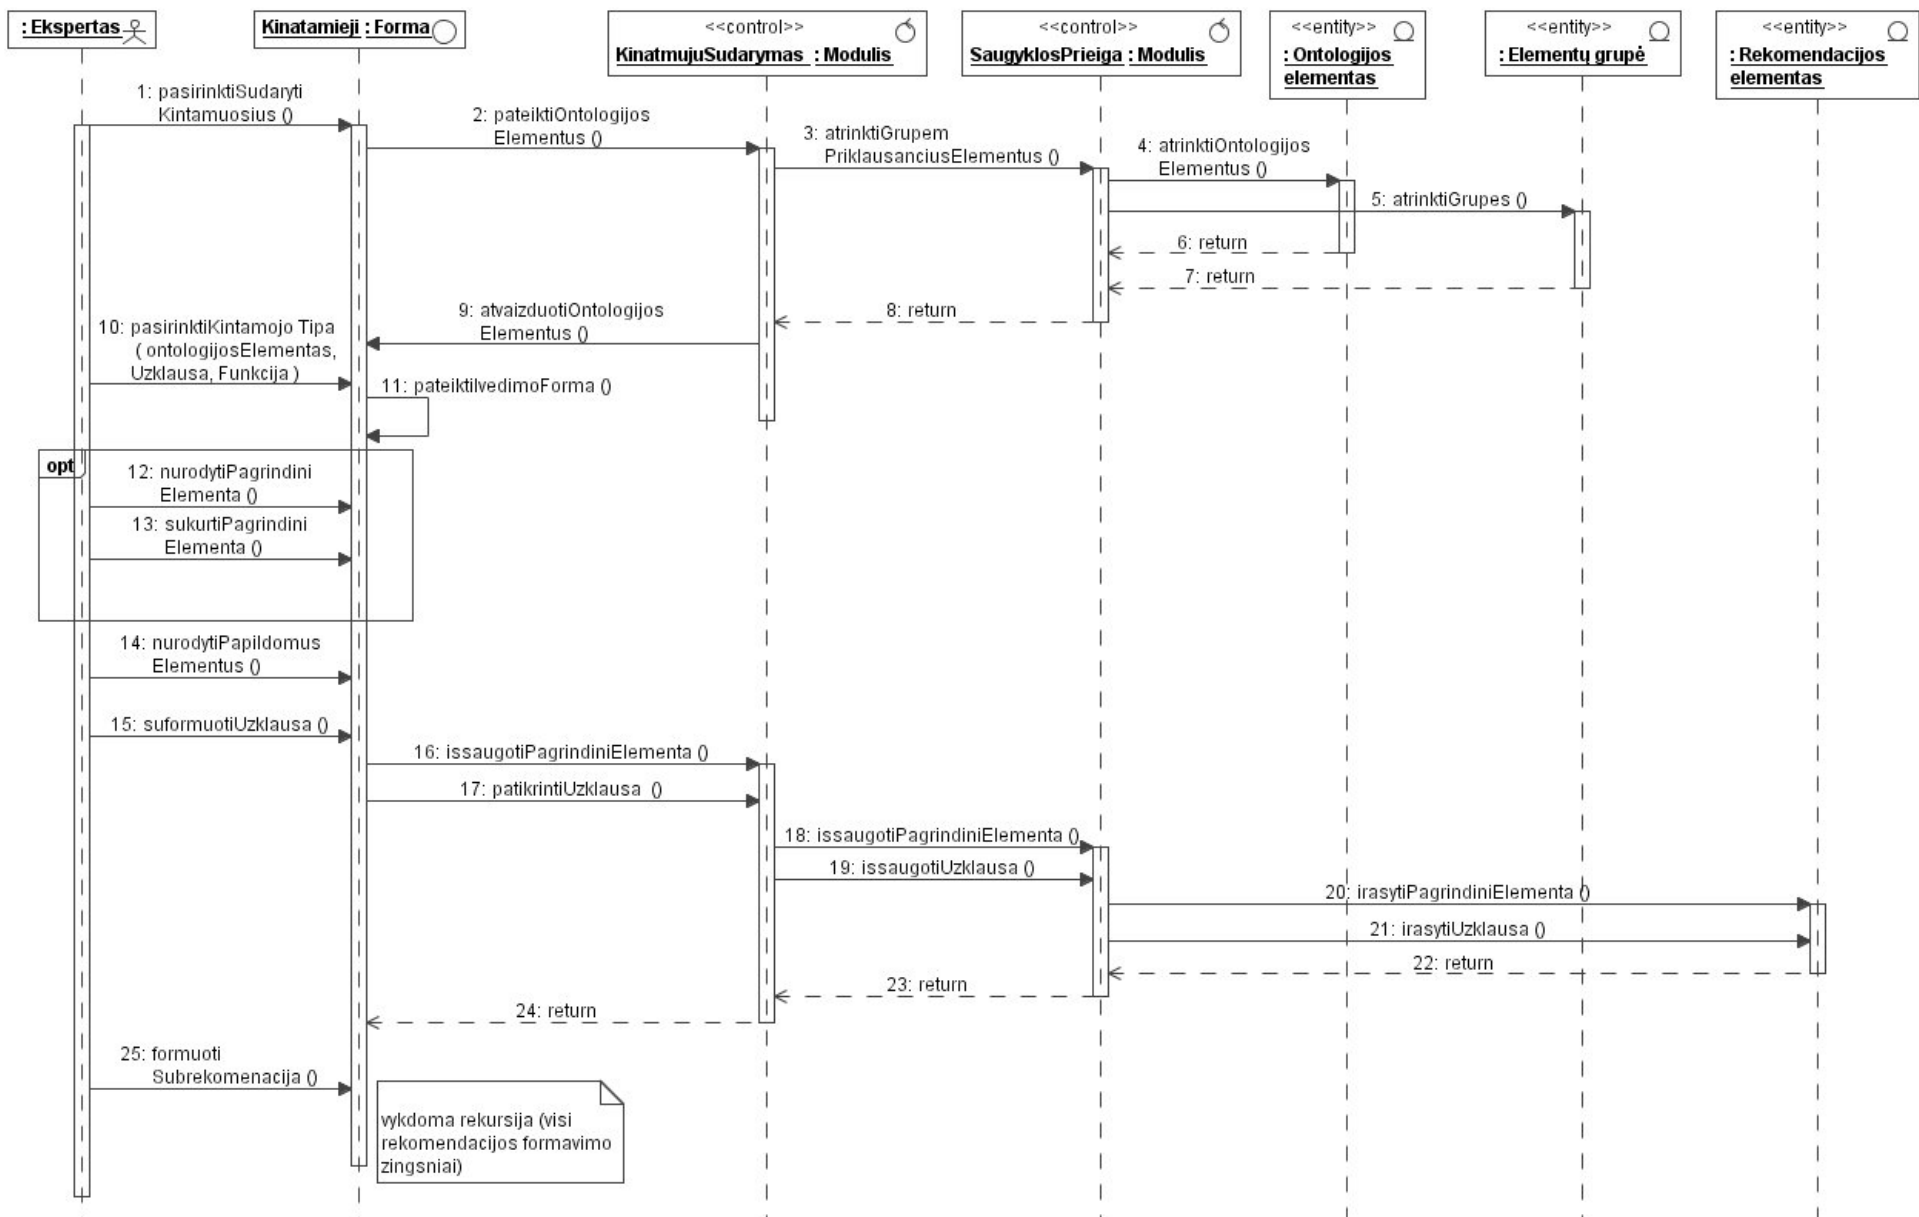 : Ekspertas
Kinatamieji : Forma
<<control>>
KinatmujuSudarymas : Modulis
<<control>>
SaugyklosPrieiga : Modulis
<<entity>>
: Ontologijos
elementas
<<entity>>
: Elementų grupė
<<entity>>
: Rekomendacijos
elementas
1: pasirinktiSudaryti
Kintamuosius ()
2: pateiktiOntologijos
Elementus ()
3: atrinktiGrupem
PriklausanciusElementus ()
4: atrinktiOntologijos
Elementus ()
5: atrinktiGrupes ()
6: return
7: return
8: return
9: atvaizduotiOntologijos
Elementus ()
10: pasirinktiKintamojo Tipa
( ontologijosElementas,
Uzklausa, Funkcija )
11: pateiktiIvedimoForma ()
opt
12: nurodytiPagrindini
Elementa ()
13: sukurtiPagrindini
Elementa ()
14: nurodytiPapildomus
Elementus ()
15: suformuotiUzklausa ()
16: issaugotiPagrindiniElementa ()
17: patikrintiUzklausa ()
18: issaugotiPagrindiniElementa ()
19: issaugotiUzklausa ()
20: irasytiPagrindiniElementa ()
21: irasytiUzklausa ()
22: return
23: return
24: return
25: formuoti
Subrekomenacija ()
vykdoma rekursija (visi
rekomendacijos formavimo
zingsniai)